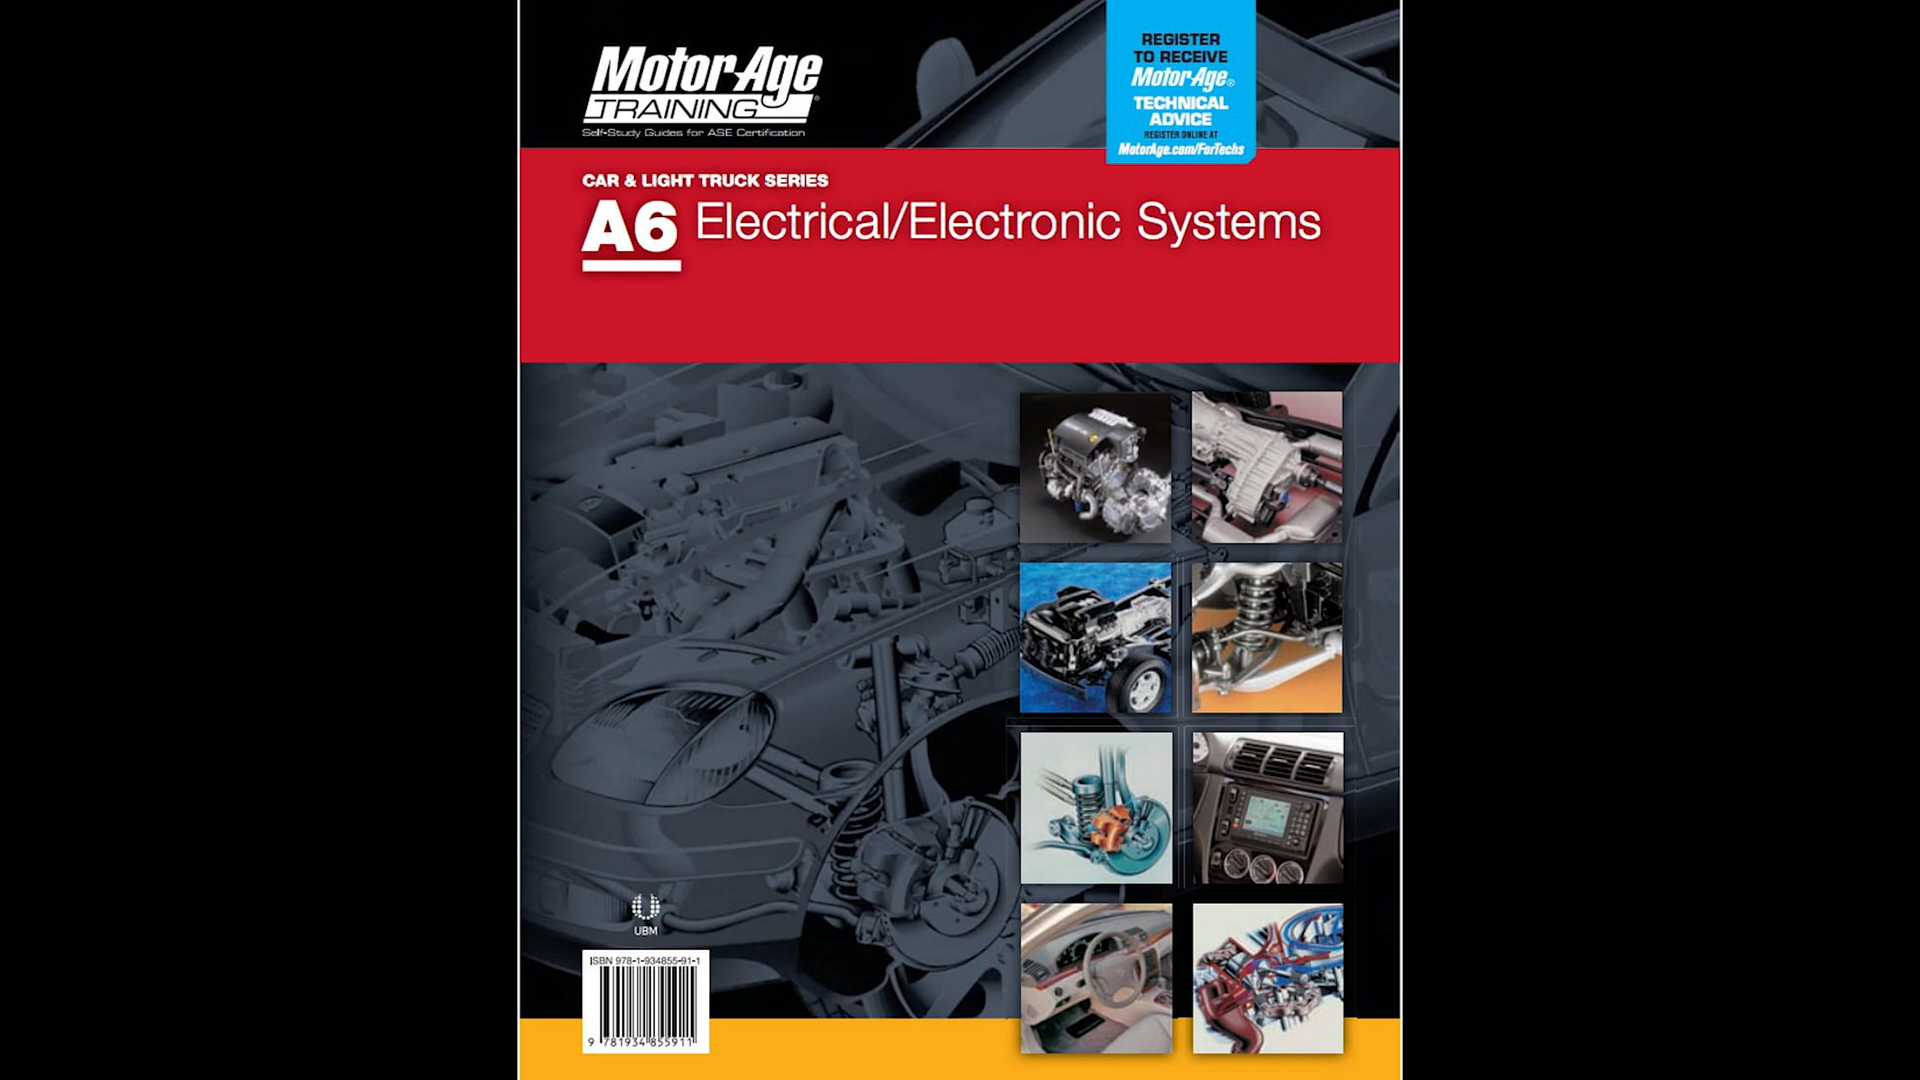 Motor Age®
TRAINING
Self-Study Guides for ASE Certification
REGISTER
TO RECEIVE
Motor Age®
TECHNICAL
ADVICE
REGISTER ONLINE AT
MotorAge.com/ForTechs
CAR & LIGHT TRUCK SERIES
A6 Electrical/Electronic Systems
UBM
ISBN 978-1-934855-91-1
9 781934 855911